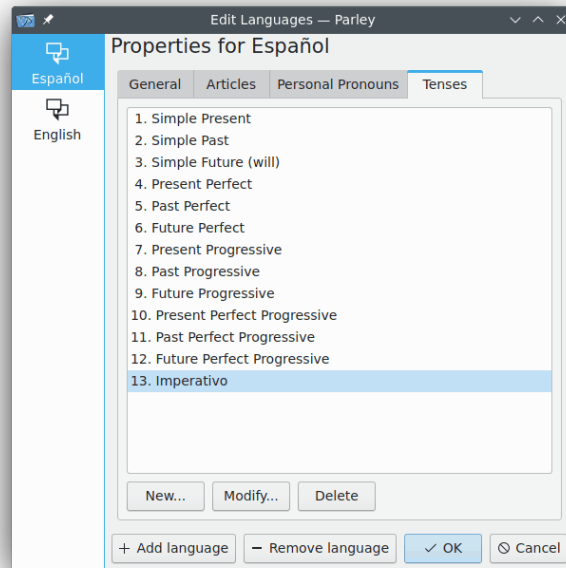 Edit Languages — Parley
Properties for Español
Español
English
General Articles Personal Pronouns Tenses
1. Simple Present
2. Simple Past
3. Simple Future (will)
4. Present Perfect
5. Past Perfect
6. Future Perfect
7. Present Progressive
8. Past Progressive
9. Future Progressive
10. Present Perfect Progressive
11. Past Perfect Progressive
12. Future Perfect Progressive
13. Imperativo
New... Modify... Delete
Add language Remove language OK Cancel